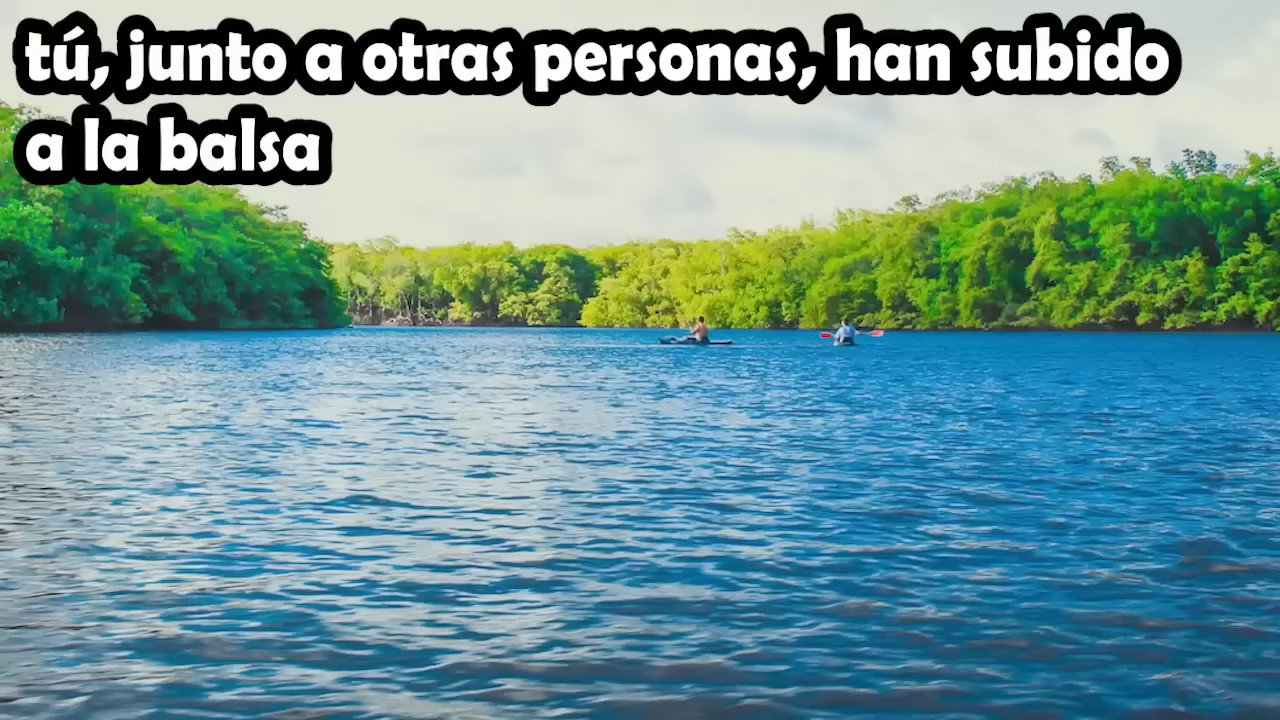 tú, junto a otras personas, han subido
a la balsa